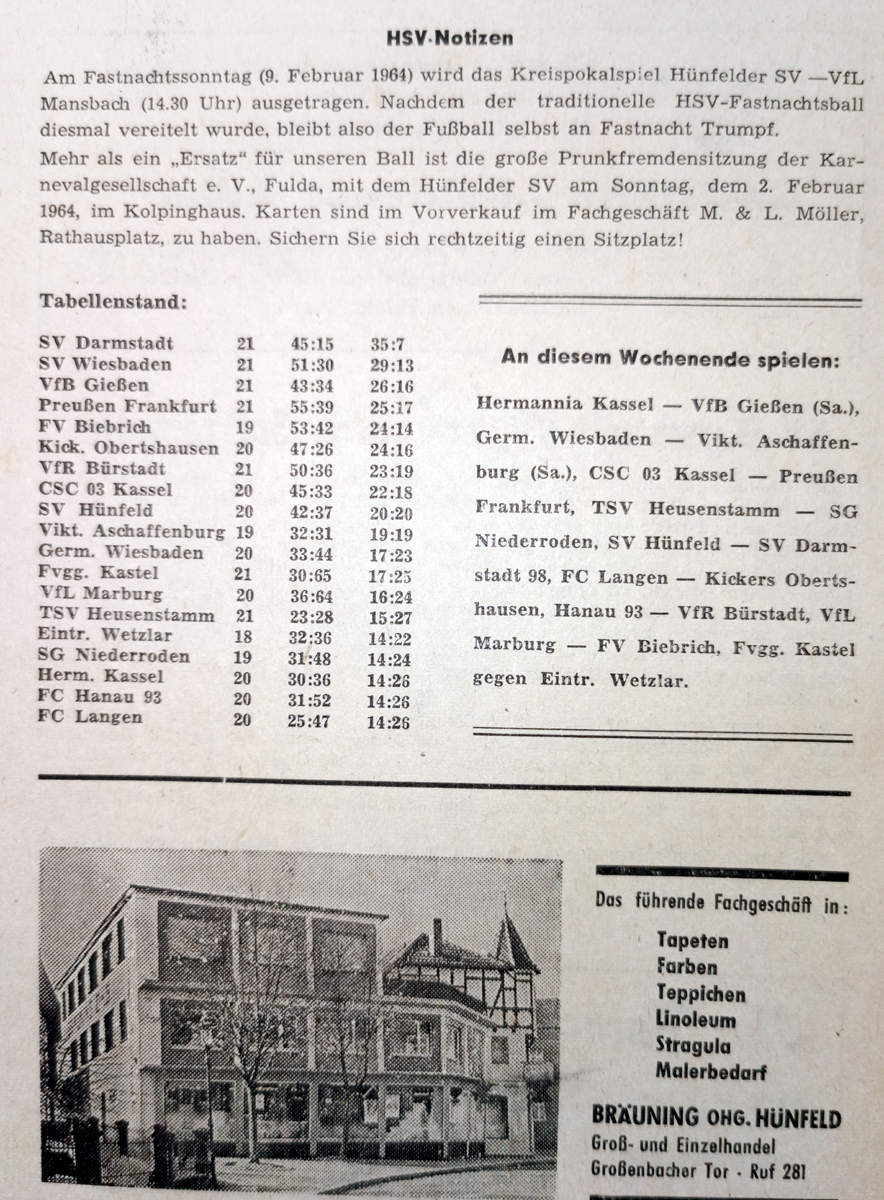 HSV-Notizen
Am Fastnachtssonntag (9. Februar 1964) wird das Kreispokalspiel Hünfelder SV —VfL
Mansbach (14.30 Uhr) ausgetragen. Nachdem der traditionelle HSV-Fastnachtsball
diesmal vereitelt wurde, bleibt also der Fußball selbst an Fastnacht Trumpf.
Mehr als ein „Ersatz“ für unseren Ball ist die große Prunkfremdensitzung der Kar-
nevalgesellschaft e. V., Fulda, mit dem Hünfelder SV am Sonntag, dem 2. Februar
1964, im Kolpinghaus. Karten sind im Vorverkauf im Fachgeschäft M. & L. Möller,
Rathausplatz, zu haben. Sichern Sie sich rechtzeitig einen Sitzplatz!
Tabellenstand:
SV Darmstadt 21 45:15 35:7
SV Wiesbaden 21 51:30 29:13
VfB Gießen 21 43:34 26:16
Preußen Frankfurt 21 55:39 25:17
FV Biebrich 19 53:42 24:14
Kick. Obertshausen 20 47:26 24:16
VfR Bürstadt 21 50:36 23:19
CSC 03 Kassel 20 45:33 22:18
SV Hünfeld 20 42:37 20:20
Vikt. Aschaffenburg 19 32:31 19:19
Germ. Wiesbaden 20 33:44 17:23
Fvgg. Kastel 21 30:65 17:25
VfL Marburg 20 36:64 16:24
TSV Heusenstamm 21 23:28 15:27
Eintr. Wetzlar 18 32:36 14:22
SG Niederroden 19 31:48 14:24
Herm. Kassel 20 30:36 14:26
FC Hanau 93 20 31:52 14:26
FC Langen 20 25:47 14:26
An diesem Wochenende spielen:
Hermannia Kassel — VfB Gießen (Sa.),
Germ. Wiesbaden — Vikt. Aschaffen-
burg (Sa.), CSC 03 Kassel — Preußen
Frankfurt, TSV Heusenstamm — SG
Niederroden, SV Hünfeld — SV Darm-
stadt 98, FC Langen — Kickers Oberts-
hausen, Hanau 93 — VfR Bürstadt, VfL
Marburg — FV Biebrich, Fvgg. Kastel
gegen Eintr. Wetzlar.
Das führende Fachgeschäft in:
Tapeten
Farben
Teppichen
Linoleum
Stragula
Malerbedarf
BRÄUNING OHG. HÜNFELD
Groß- und Einzelhandel
Großenbacher Tor · Ruf 281